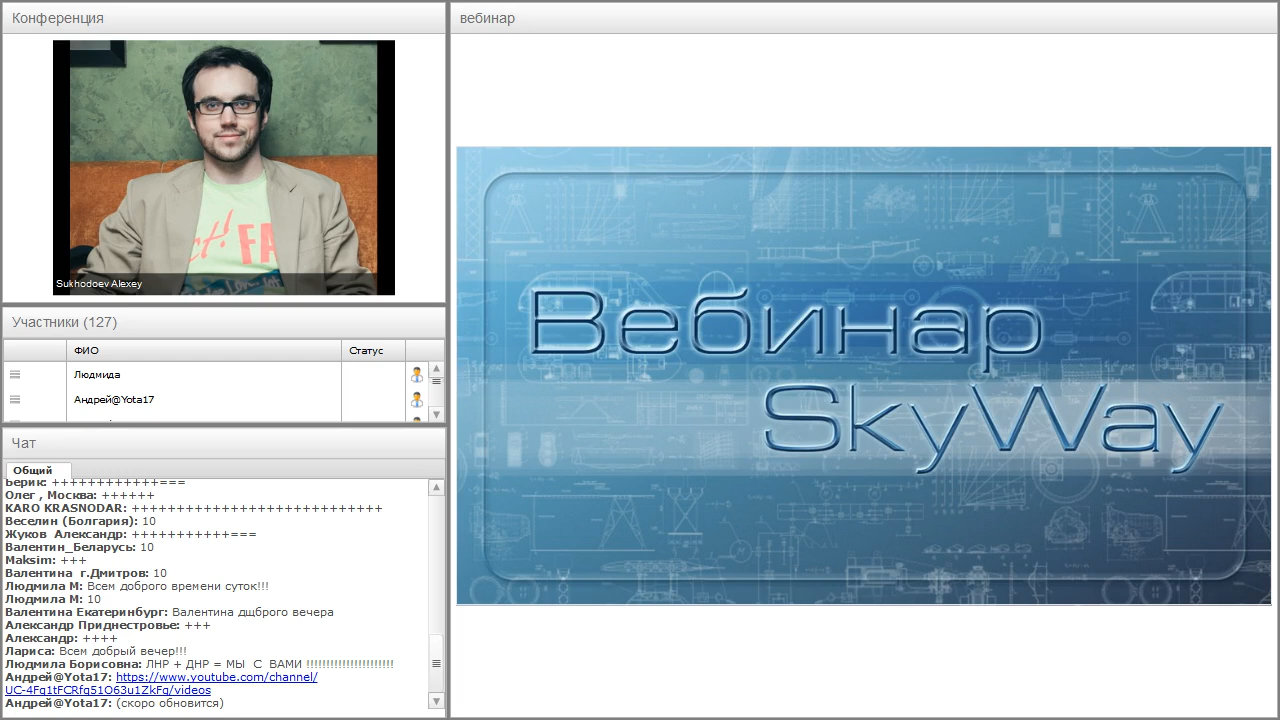 Конференция
Sukhodoev Alexey
Участники (127)
ФИО
Статус
Людмида
Андрей@Yota17
Чат
Общий
Берик: ++++++++++++===
Олег , Москва: ++++++
KARO KRASNODAR: ++++++++++++++++++++++++++++
Веселин (Болгария): 10
Жуков Александр: +++++++++++===
Валентин_Беларусь: 10
Maksim: +++
Валентина г.Дмитров: 10
Людмила М: Всем доброго времени суток!!!
Людмила М: 10
Валентина Екатеринбург: Валентина дщброго вечера
Александр Приднестровье: +++
Александр: ++++
Лариса: Всем добрый вечер!!!
Людмила Борисовна: ЛНР + ДНР = МЫ С ВАМИ !!!!!!!!!!!!!!!!!!!!!!
Андрей@Yota17: https://www.youtube.com/channel/
UC-4Fq1tFCRfg51O63u1ZkFg/videos
Андрей@Yota17: (скоро обновится)
вебинар
Вебинар
SkyWay